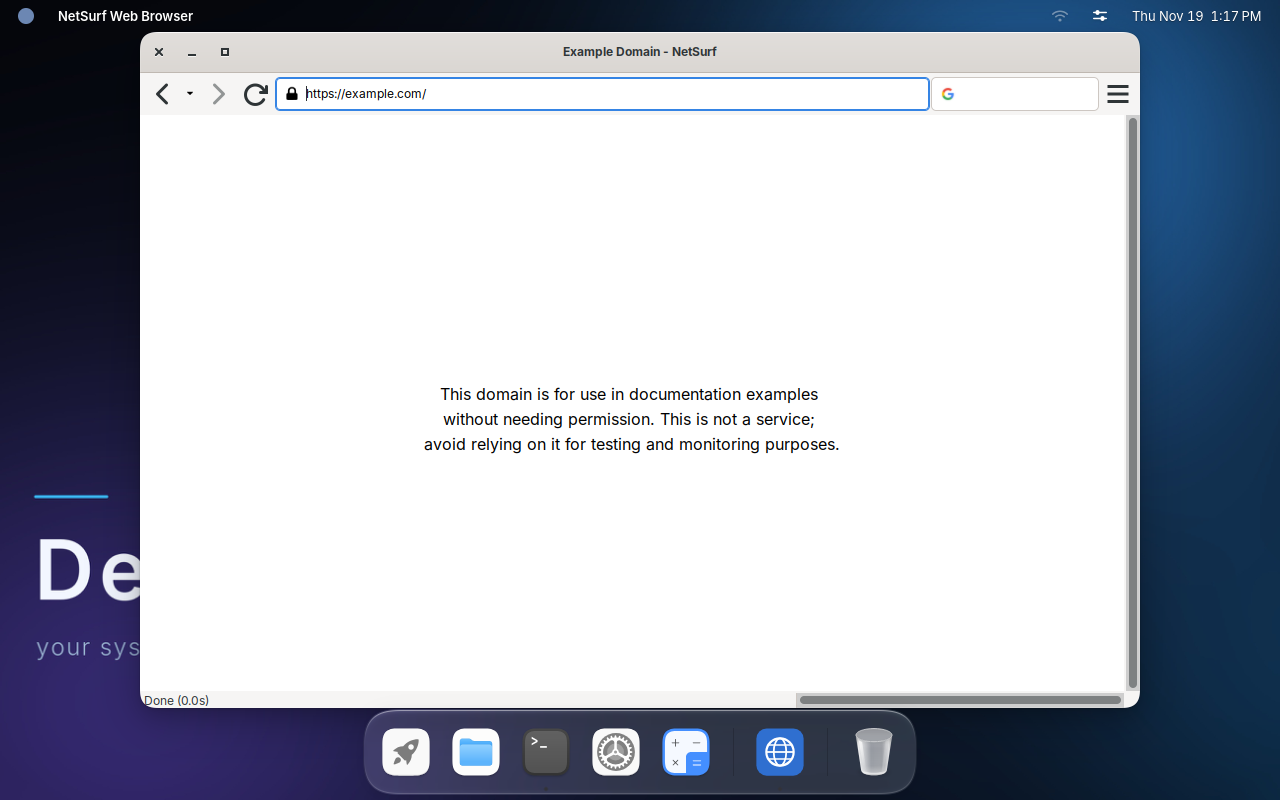 NetSurf Web Browser
Thu Nov 19 1:17 PM
Example Domain - NetSurf
https://example.com/
This domain is for use in documentation examples
without needing permission. This is not a service;
avoid relying on it for testing and monitoring purposes.
De
your sys
Done (0.0s)